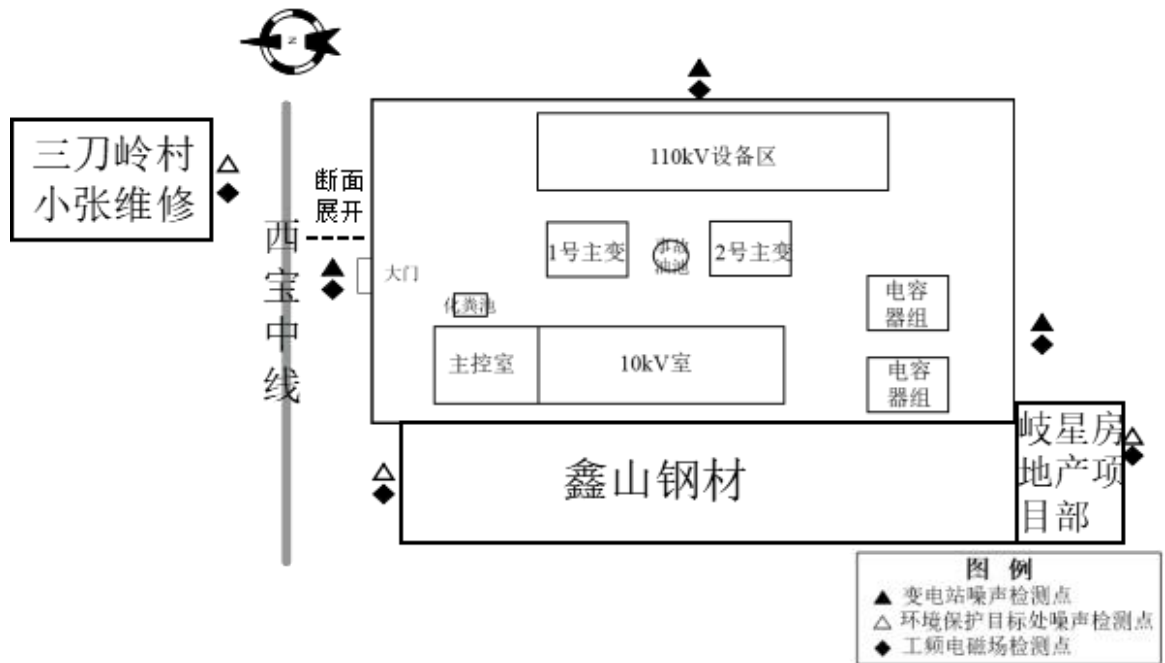 N
三刀岭村
小张维修
断面
展开
西宝中线
大门
110kV设备区
1号主变
事故
油池
2号主变
化粪池
主控室
10kV室
电容
器组
电容
器组
鑫山钢材
岐星房
地产项
目部
图 例
变电站噪声检测点
环境保护目标处噪声检测点
工频电磁场检测点